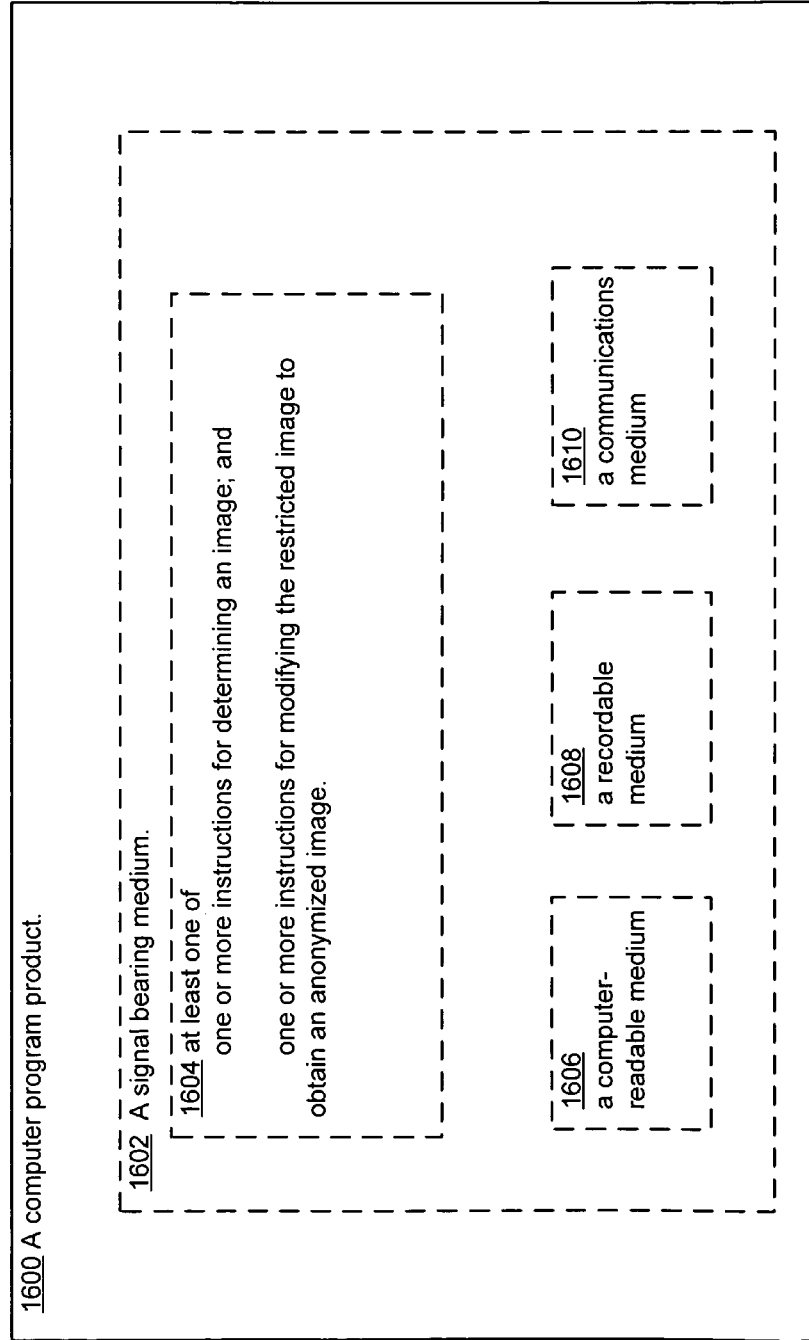 1600 A computer program product.
1602 A signal bearing medium.
1604 at least one of
one or more instructions for determining an image; and
one or more instructions for modifying the restricted image to
obtain an anonymized image.
1606
a computer-
readable medium
1608
a recordable
medium
1610
a communications
medium